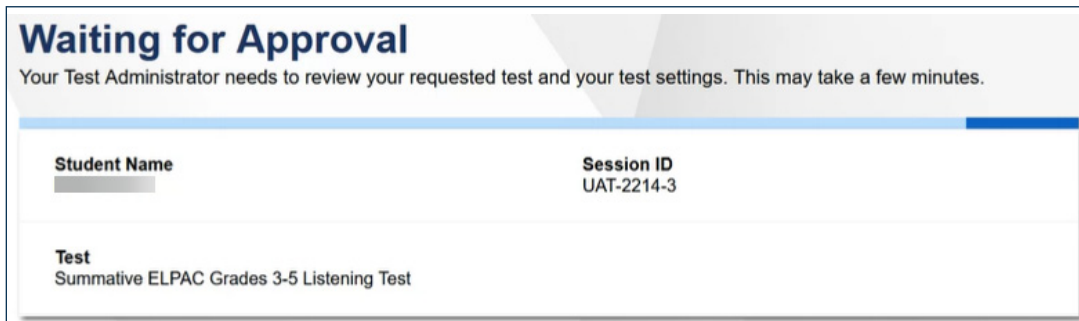 Waiting for Approval
Your Test Administrator needs to review your requested test and your test settings. This may take a few minutes.
Student Name
Session ID
UAT-2214-3
Test
Summative ELPAC Grades 3-5 Listening Test